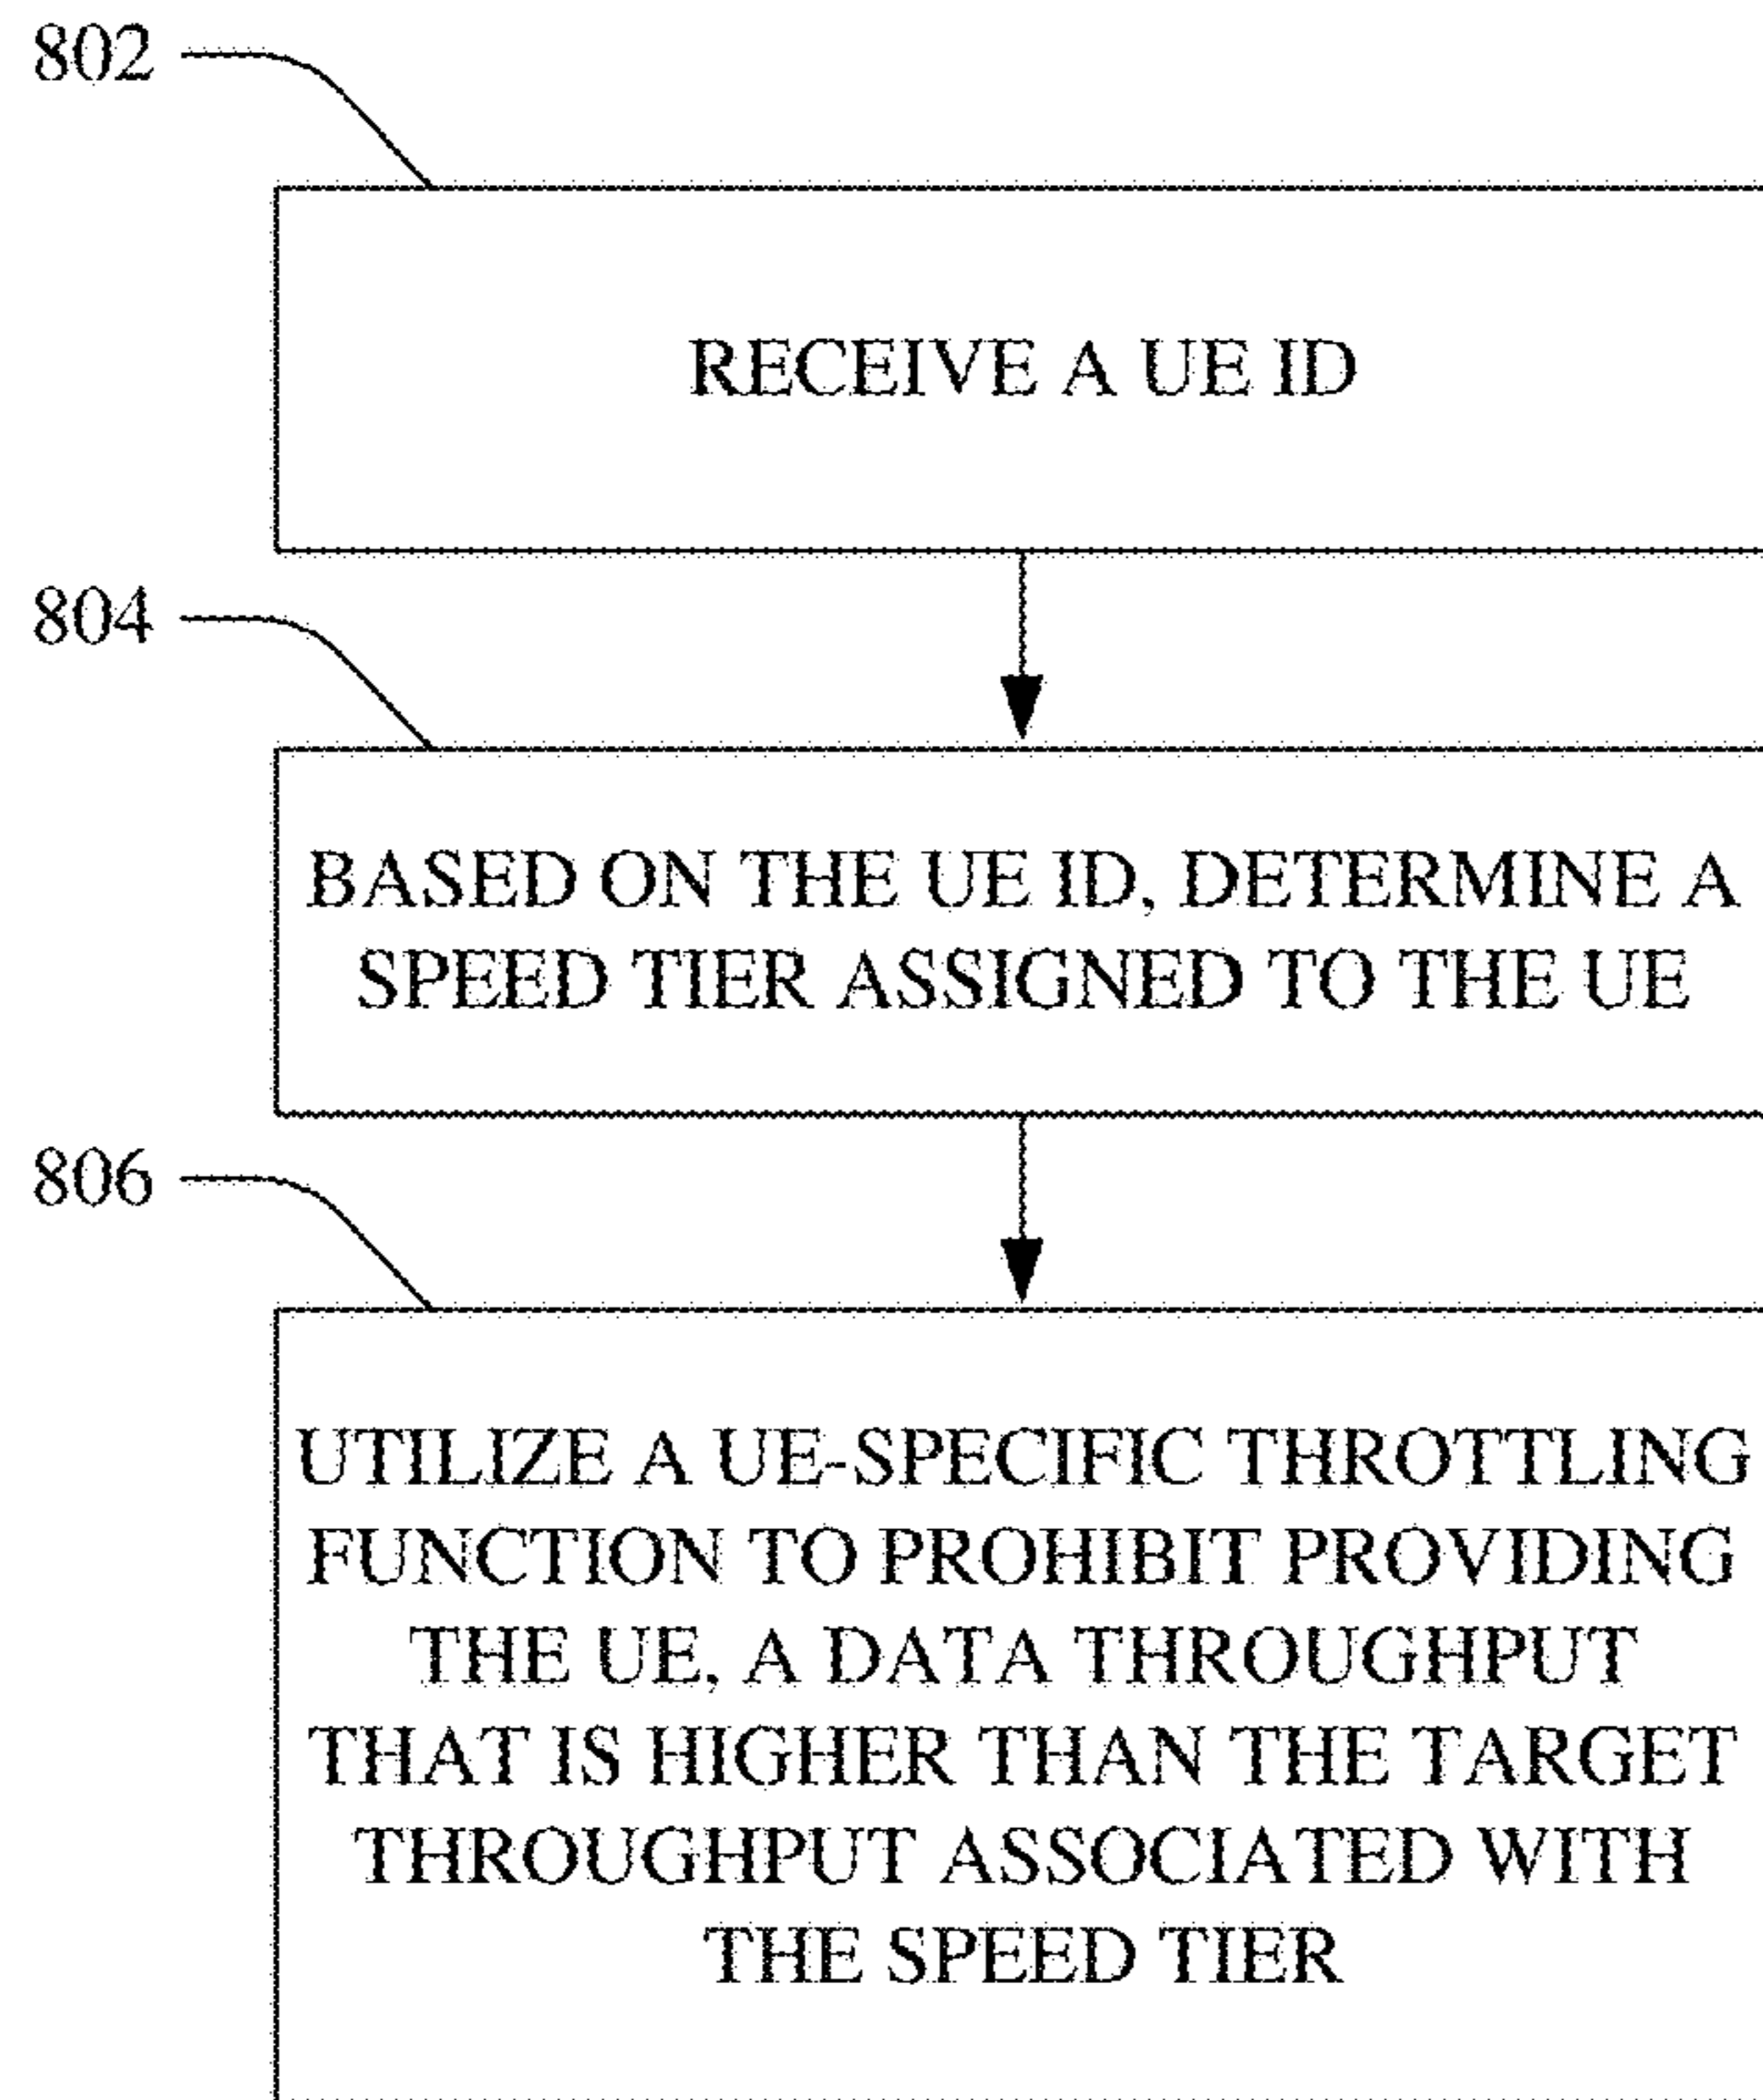 802
RECEIVE A UE ID
804
BASED ON THE UE ID, DETERMINE A
SPEED TIER ASSIGNED TO THE UE
806
UTILIZE A UE-SPECIFIC THROTTLING
FUNCTION TO PROHIBIT PROVIDING
THE UE, A DATA THROUGHPUT
THAT IS HIGHER THAN THE TARGET
THROUGHPUT ASSOCIATED WITH
THE SPEED TIER